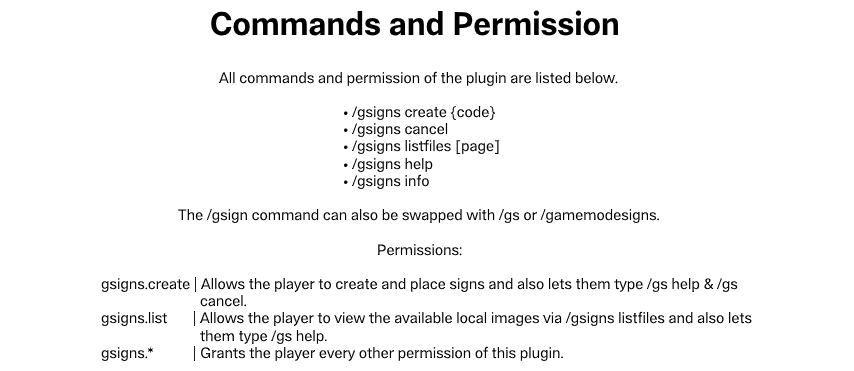 Commands and Permission
All commands and permission of the plugin are listed below.
• /gsigns create {code}
• /gsigns cancel
• /gsigns listfiles [page]
• /gsigns help
• /gsigns info
The /gsign command can also be swapped with /gs or /gamemodesigns.
Permissions:
gsigns.create | Allows the player to create and place signs and also lets them type /gs help & /gs
cancel.
gsigns.list | Allows the player to view the available local images via /gsigns listfiles and also lets
them type /gs help.
gsigns.* | Grants the player every other permission of this plugin.